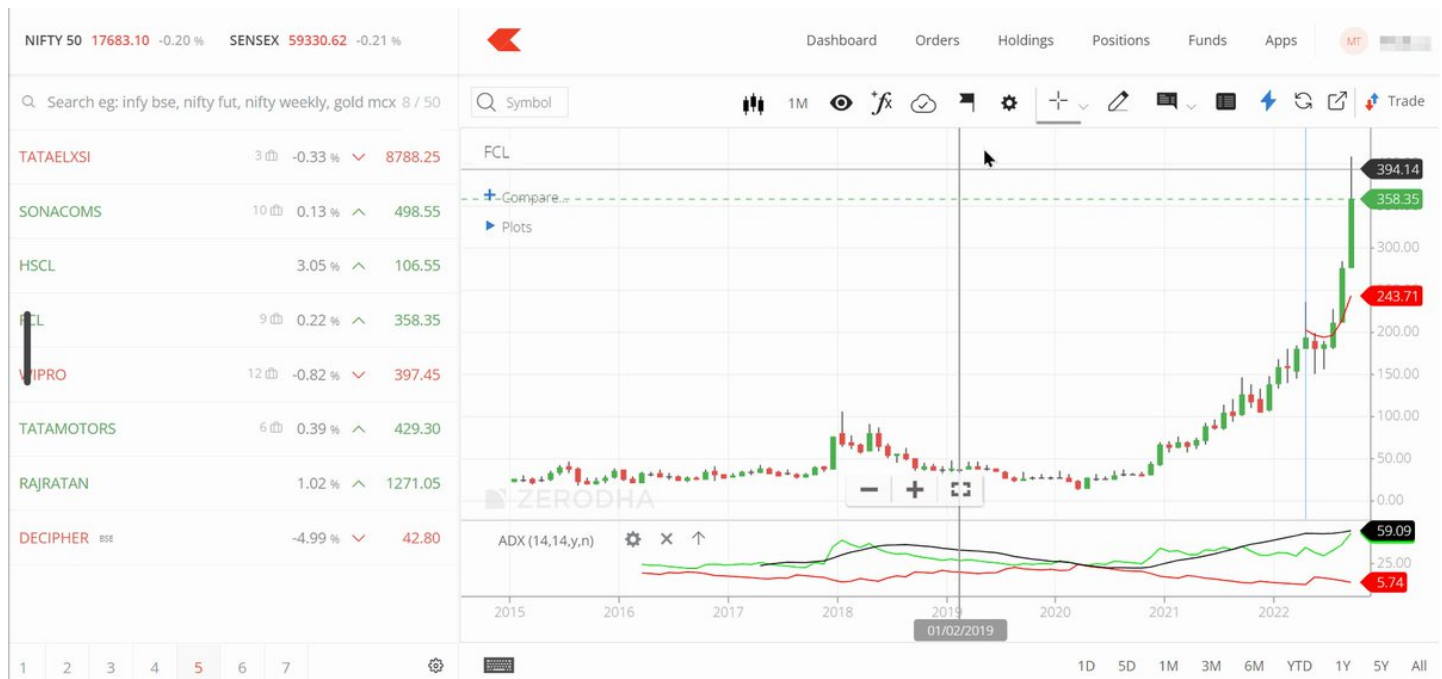 NIFTY 50 17683.10 -0.20 % SENSEX 59330.62 -0.21 %
Dashboard Orders Holdings Positions Funds Apps MT
Search eg: infy bse, nifty fut, nifty weekly, gold mcx 8 / 50
Symbol 1M Trade
TATAELXSI 3 -0.33 % 8788.25
SONACOMS 10 0.13 % 498.55
HSCL 3.05 % 106.55
FCL 9 0.22 % 358.35
WIPRO 12 -0.82 % 397.45
TATAMOTORS 6 0.39 % 429.30
RAJRATAN 1.02 % 1271.05
DECIPHER BSE -4.99 % 42.80
1 2 3 4 5 6 7
FCL
Compare...
Plots
394.14
358.35
300.00
243.71
200.00
150.00
100.00
50.00
0.00
ZERODHA
ADX (14,14,y,n)
59.09
25.00
5.74
2015 2016 2017 2018 2019 2020 2021 2022
01/02/2019
1D 5D 1M 3M 6M YTD 1Y 5Y All